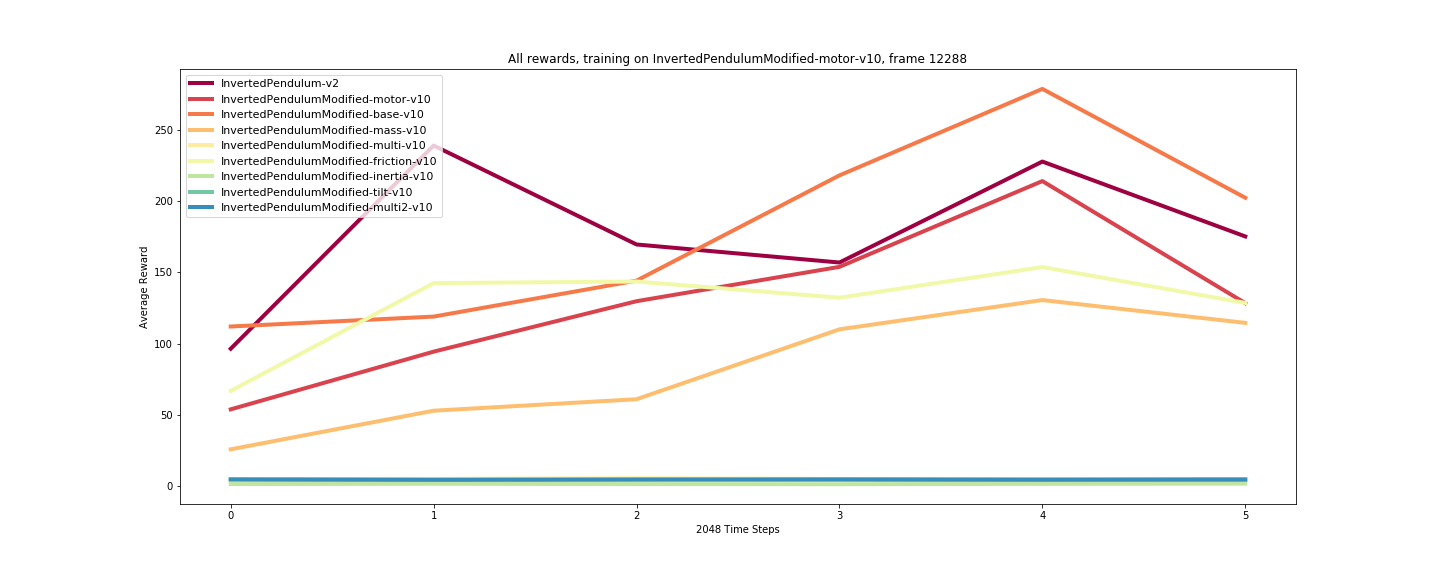 All rewards, training on InvertedPendulumModified-motor-v10, frame 12288
InvertedPendulum-v2
InvertedPendulumModified-motor-v10
InvertedPendulumModified-base-v10
InvertedPendulumModified-mass-v10
InvertedPendulumModified-multi-v10
InvertedPendulumModified-friction-v10
InvertedPendulumModified-inertia-v10
InvertedPendulumModified-tilt-v10
InvertedPendulumModified-multi2-v10
Average Reward
250
200
150
100
50
0
0 1 2 3 4 5
2048 Time Steps